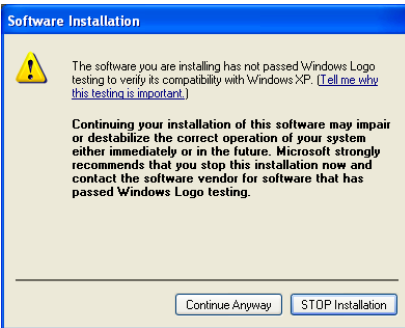 Software Installation
The software you are installing has not passed Windows Logo
testing to verify its compatibility with Windows XP. (Tell me why
this testing is important.)
Continuing your installation of this software may impair
or destabilize the correct operation of your system
either immediately or in the future. Microsoft strongly
recommends that you stop this installation now and
contact the software vendor for software that has
passed Windows Logo testing.
Continue Anyway
STOP Installation